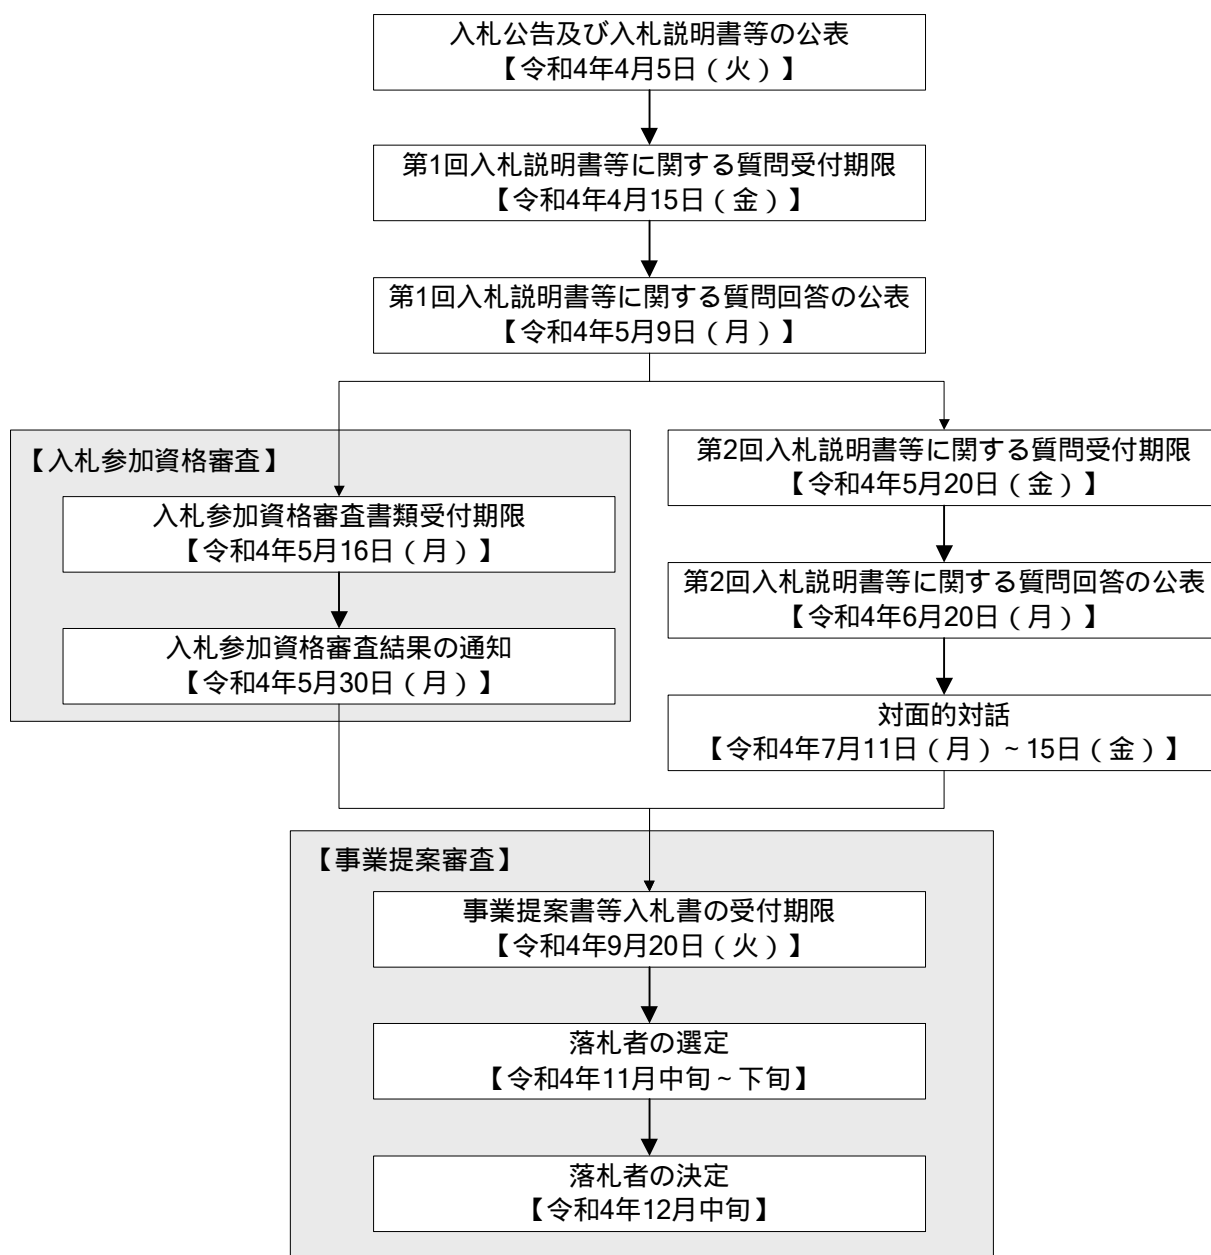 入札公告及び入札説明書等の公表
【令和4年4月5日（火）】
第1回入札説明書等に関する質問受付期限
【令和4年4月15日（金）】
第1回入札説明書等に関する質問回答の公表
【令和4年5月9日（月）】
【入札参加資格審査】
入札参加資格審査書類受付期限
【令和4年5月16日（月）】
入札参加資格審査結果の通知
【令和4年5月30日（月）】
第2回入札説明書等に関する質問受付期限
【令和4年5月20日（金）】
第2回入札説明書等に関する質問回答の公表
【令和4年6月20日（月）】
対面的対話
【令和4年7月11日（月）~15日（金）】
【事業提案審査】
事業提案書等入札書の受付期限
【令和4年9月20日（火）】
落札者の選定
【令和4年11月中旬~下旬】
落札者の決定
【令和4年12月中旬】